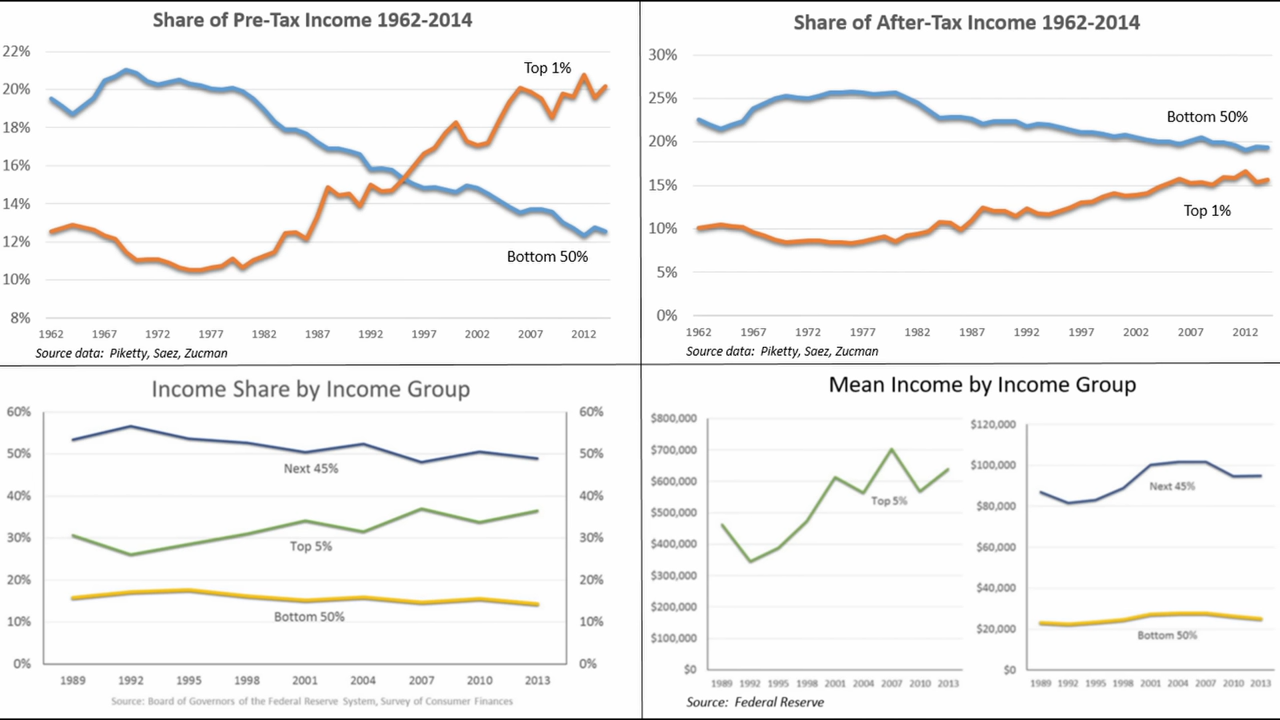 Share of Pre-Tax Income 1962-2014
22%
20%
18%
16%
14%
12%
10%
8%
Top 1%
Bottom 50%
1962 1967 1972 1977 1982 1987 1992 1997 2002 2007 2012
Source data: Piketty, Saez, Zucman
Share of After-Tax Income 1962-2014
30%
25%
20%
15%
10%
5%
0%
Bottom 50%
Top 1%
1962 1967 1972 1977 1982 1987 1992 1997 2002 2007 2012
Source data: Piketty, Saez, Zucman
Income Share by Income Group
60% 60%
50% 50%
40% 40%
30% 30%
20% 20%
10% 10%
0% 0%
Next 45%
Top 5%
Bottom 50%
1989 1992 1995 1998 2001 2004 2007 2010 2013
Source: Board of Governors of the Federal Reserve System, Survey of Consumer Finances
Mean Income by Income Group
$800,000
$700,000
$600,000
$500,000
$400,000
$300,000
$200,000
$100,000
$0
Top 5%
1989 1992 1995 1998 2001 2004 2007 2010 2013
$120,000
$100,000
$80,000
$60,000
$40,000
$20,000
$0
Next 45%
Bottom 50%
1989 1992 1995 1998 2001 2004 2007 2010 2013
Source: Federal Reserve